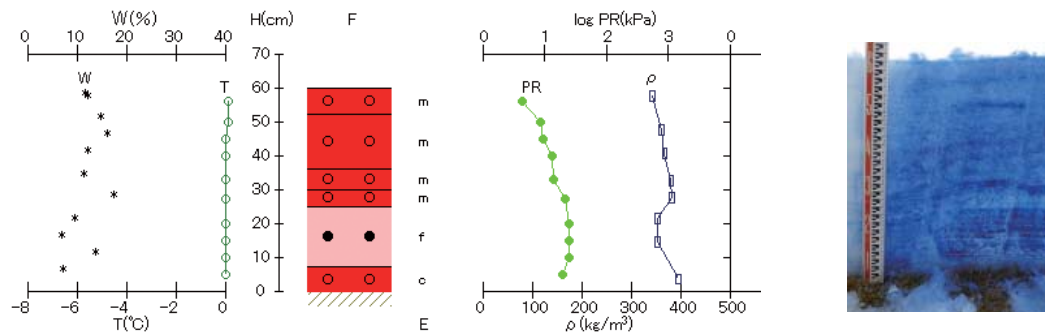 W(%) H(cm) F log PR(kPa)
0 10 20 30 40 70 0 1 2 3 0
W T 60 PR ρ
m
50
m
40
m
30
m
20
f
10
c
0
−8 −6 −4 −2 0 0 100 200 300 400 500
T(℃) E ρ(kg/m³)